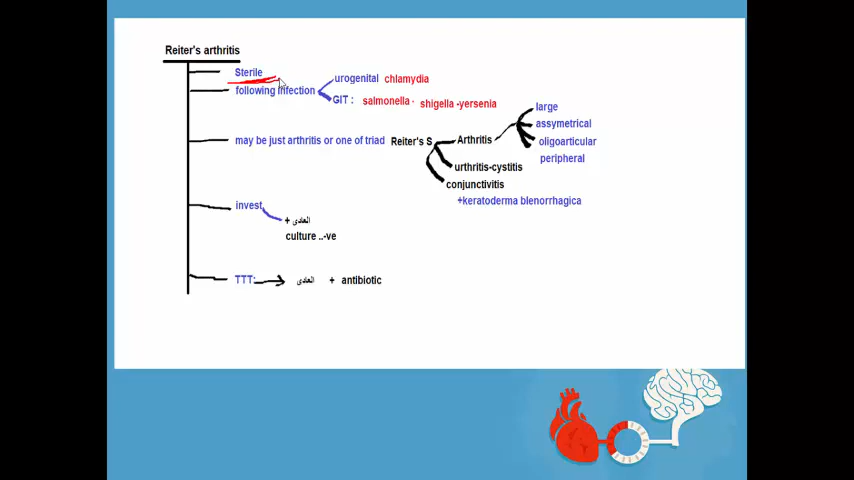 Reiter's arthritis
Sterile
following infection
urogenital chlamydia
GIT : salmonella · shigella -yersenia
may be just arthritis or one of triad Reiter's S
Arthritis
large
assymetrical
oligoarticular
peripheral
urthritis-cystitis
conjunctivitis
+keratoderma blenorrhagica
invest
+ العادى
culture ..-ve
TTT: العادى + antibiotic